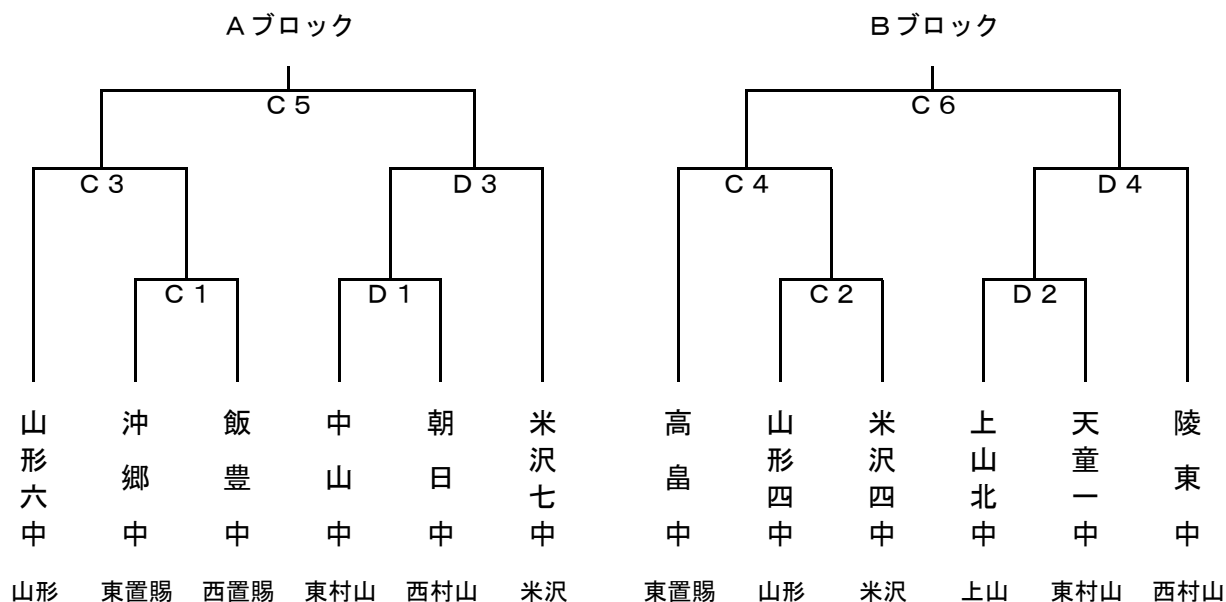 Aブロック
Bブロック
C5
C6
C3
D3
C4
D4
C1
D1
C2
D2
山形六中
沖郷中
飯豊中
中山中
朝日中
米沢七中
高畠中
山形四中
米沢四中
上山北中
天童一中
陵東中
山形
東置賜
西置賜
東村山
西村山
米沢
東置賜
山形
米沢
上山
東村山
西村山